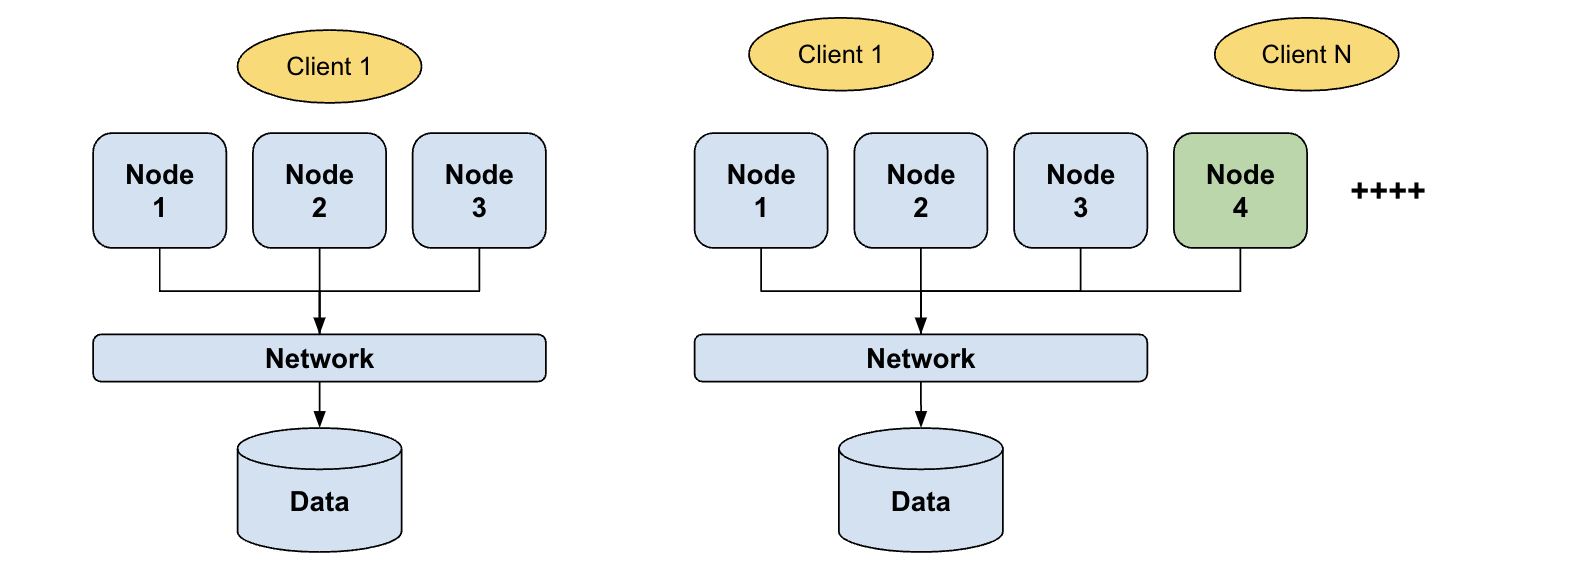 Client 1
Node
1
Node
2
Node
3
Network
Data
Client 1
Client N
Node
1
Node
2
Node
3
Node
4
++++
Network
Data